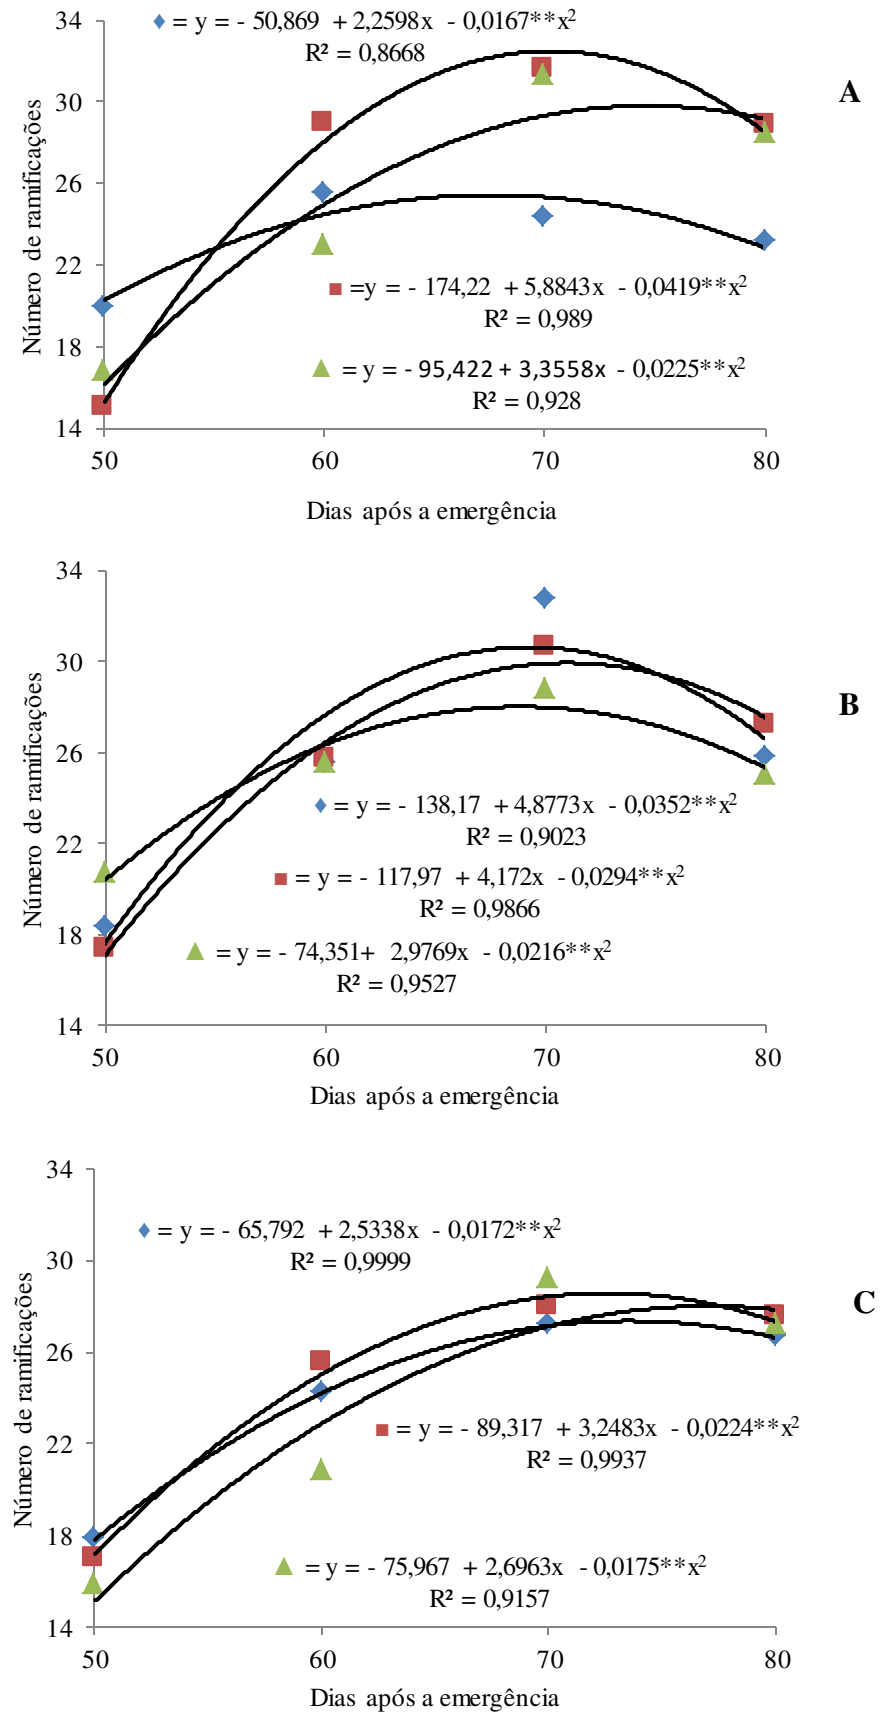 34
= y = - 50,869 + 2,2598x - 0,0167**x²
R² = 0,8668
A
30
26
22
18
14
Número de ramificações
=y = - 174,22 + 5,8843x - 0,0419**x²
R² = 0,989
= y = - 95,422 + 3,3558x - 0,0225**x²
R² = 0,928
50 60 70 80
Dias após a emergência
34
30
26
22
18
14
Número de ramificações
B
= y = - 138,17 + 4,8773x - 0,0352**x²
R² = 0,9023
= y = - 117,97 + 4,172x - 0,0294**x²
R² = 0,9866
= y = - 74,351+ 2,9769x - 0,0216**x²
R² = 0,9527
50 60 70 80
Dias após a emergência
34
30
26
22
18
14
Número de ramificações
= y = - 65,792 + 2,5338x - 0,0172**x²
R² = 0,9999
C
= y = - 89,317 + 3,2483x - 0,0224**x²
R² = 0,9937
= y = - 75,967 + 2,6963x - 0,0175**x²
R² = 0,9157
50 60 70 80
Dias após a emergência